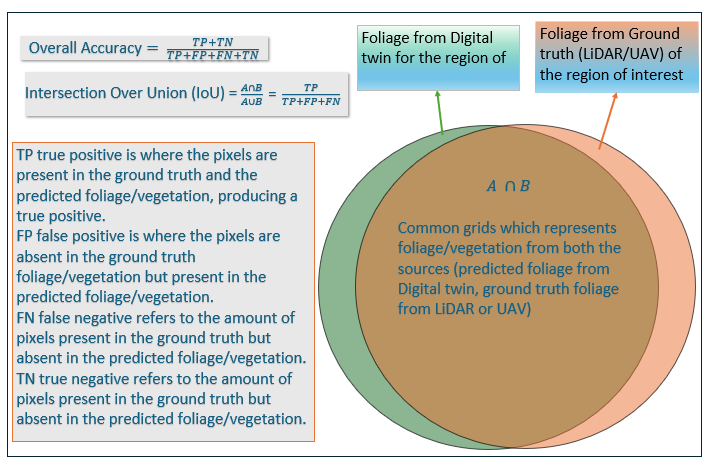 Overall Accuracy = TP+TN / TP+FP+FN+TN
Intersection Over Union (IoU) = A∩B / A∪B = TP / TP+FP+FN
Foliage from Digital
twin for the region of
Foliage from Ground
truth (LiDAR/UAV) of
the region of interest
TP true positive is where the pixels are
present in the ground truth and the
predicted foliage/vegetation, producing a
true positive.
FP false positive is where the pixels are
absent in the ground truth
foliage/vegetation but present in the
predicted foliage/vegetation.
FN false negative refers to the amount of
pixels present in the ground truth but
absent in the predicted foliage/vegetation.
TN true negative refers to the amount of
pixels present in the ground truth but
absent in the predicted foliage/vegetation.
A ∩ B
Common grids which represents
foliage/vegetation from both the
sources (predicted foliage from
Digital twin, ground truth foliage
from LiDAR or UAV)